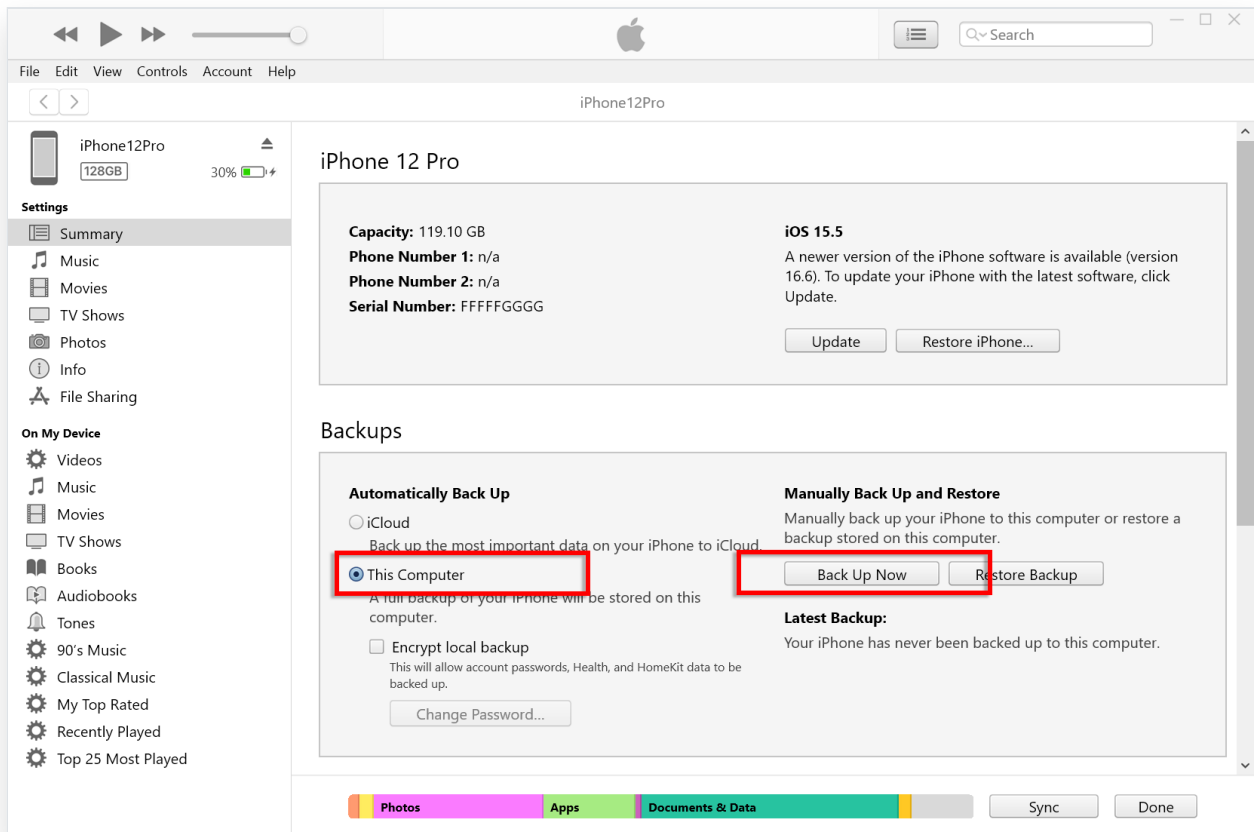 Search
File Edit View Controls Account Help
iPhone12Pro
iPhone12Pro
128GB
30%
Settings
Summary
Music
Movies
TV Shows
Photos
Info
File Sharing
On My Device
Videos
Music
Movies
TV Shows
Books
Audiobooks
Tones
90's Music
Classical Music
My Top Rated
Recently Played
Top 25 Most Played
iPhone 12 Pro
Capacity: 119.10 GB
Phone Number 1: n/a
Phone Number 2: n/a
Serial Number: FFFFFGGGG
iOS 15.5
A newer version of the iPhone software is available (version
16.6). To update your iPhone with the latest software, click
Update.
Update Restore iPhone...
Backups
Automatically Back Up
iCloud
Back up the most important data on your iPhone to iCloud.
This Computer
A full backup of your iPhone will be stored on this
computer.
Encrypt local backup
This will allow account passwords, Health, and HomeKit data to be
backed up.
Change Password...
Manually Back Up and Restore
Manually back up your iPhone to this computer or restore a
backup stored on this computer.
Back Up Now Restore Backup
Latest Backup:
Your iPhone has never been backed up to this computer.
Photos Apps Documents & Data Sync Done